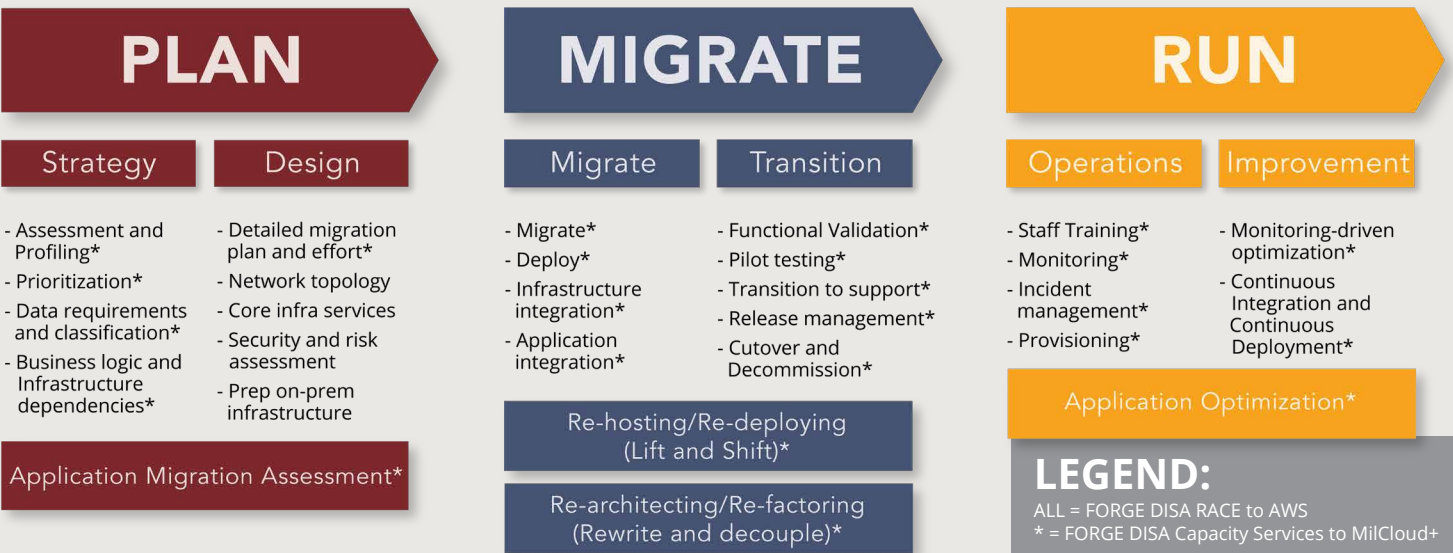 PLAN
Strategy
- Assessment and
Profiling*
- Prioritization*
- Data requirements
and classification*
- Business logic and
Infrastructure
dependencies*
Design
- Detailed migration
plan and effort*
- Network topology
- Core infra services
- Security and risk
assessment
- Prep on-prem
infrastructure
Application Migration Assessment*
MIGRATE
Migrate
- Migrate*
- Deploy*
- Infrastructure
integration*
- Application
integration*
Transition
- Functional Validation*
- Pilot testing*
- Transition to support*
- Release management*
- Cutover and
Decommission*
Re-hosting/Re-deploying
(Lift and Shift)*
Re-architecting/Re-factoring
(Rewrite and decouple)*
RUN
Operations
- Staff Training*
- Monitoring*
- Incident
management*
- Provisioning*
Improvement
- Monitoring-driven
optimization*
- Continuous
Integration and
Continuous
Deployment*
Application Optimization*
LEGEND:
ALL = FORGE DISA RACE to AWS
* = FORGE DISA Capacity Services to MilCloud+